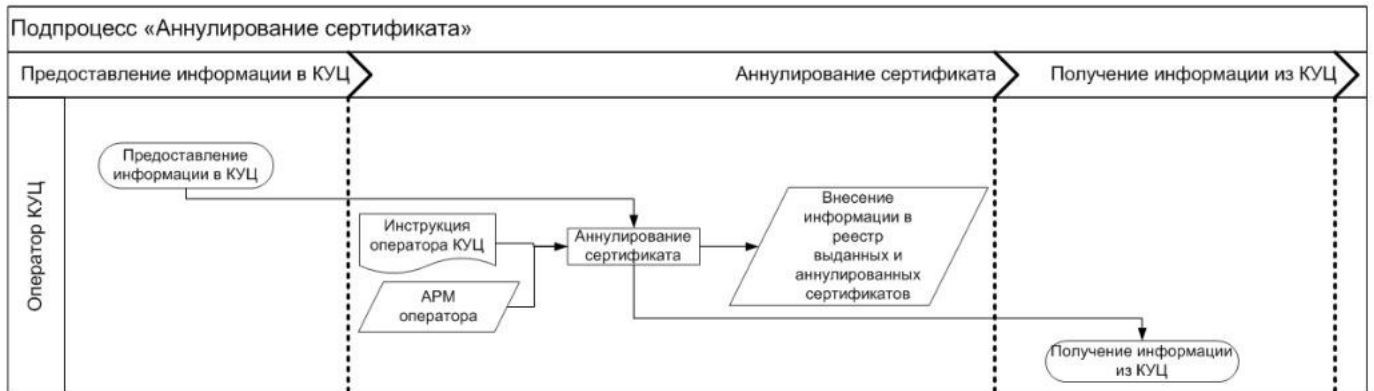 Подпроцесс «Аннулирование сертификата»
Предоставление информации в КУЦ
Аннулирование сертификата
Получение информации из КУЦ
Оператор КУЦ
Предоставление
информации в КУЦ
Инструкция
оператора КУЦ
АРМ
оператора
Аннулирование
сертификата
Внесение
информации в
реестр
выданных и
аннулированных
сертификатов
Получение информации
из КУЦ